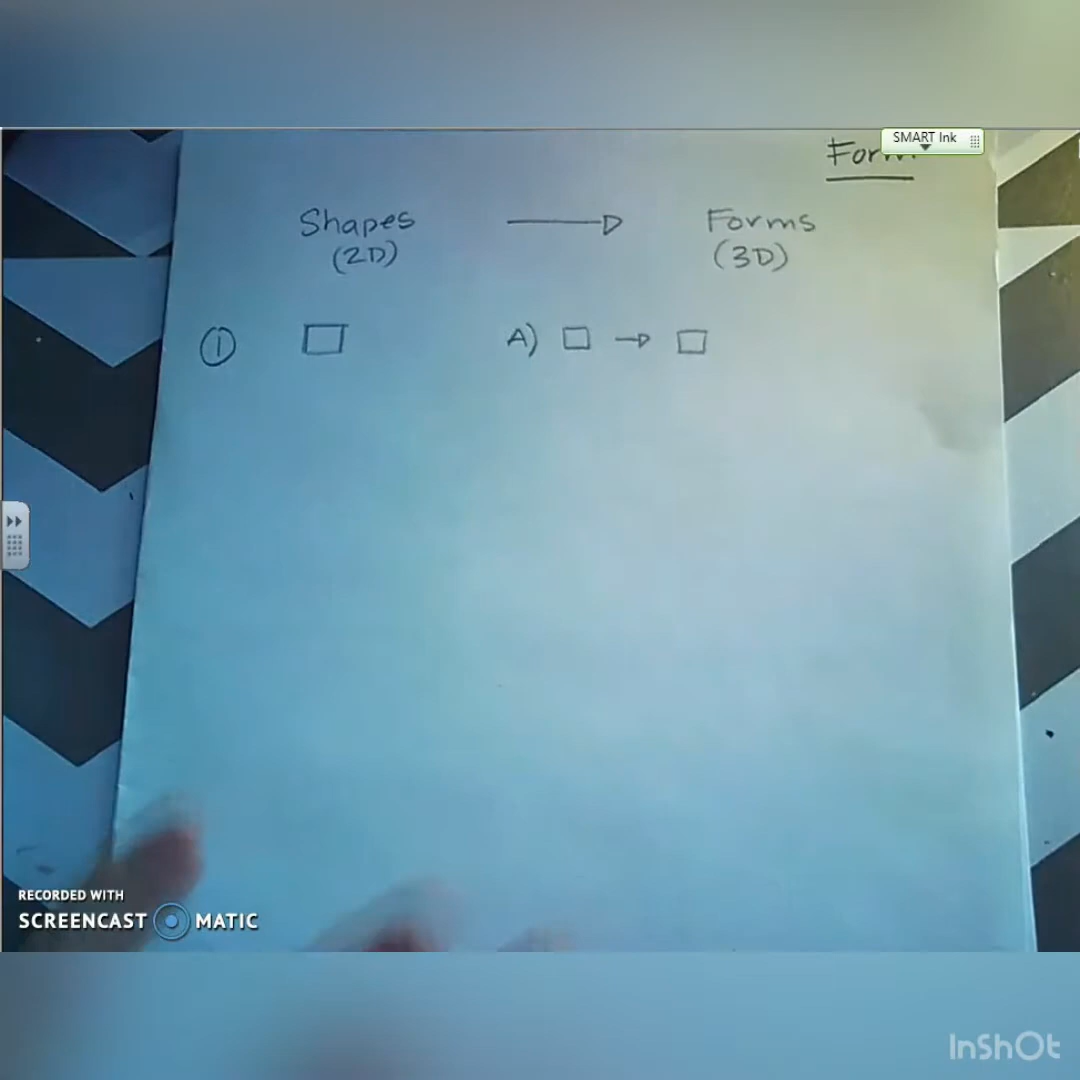 SMART Ink
Form
Shapes Forms
(2D) (3D)
1 A)
RECORDED WITH
SCREENCAST MATIC
InShOt